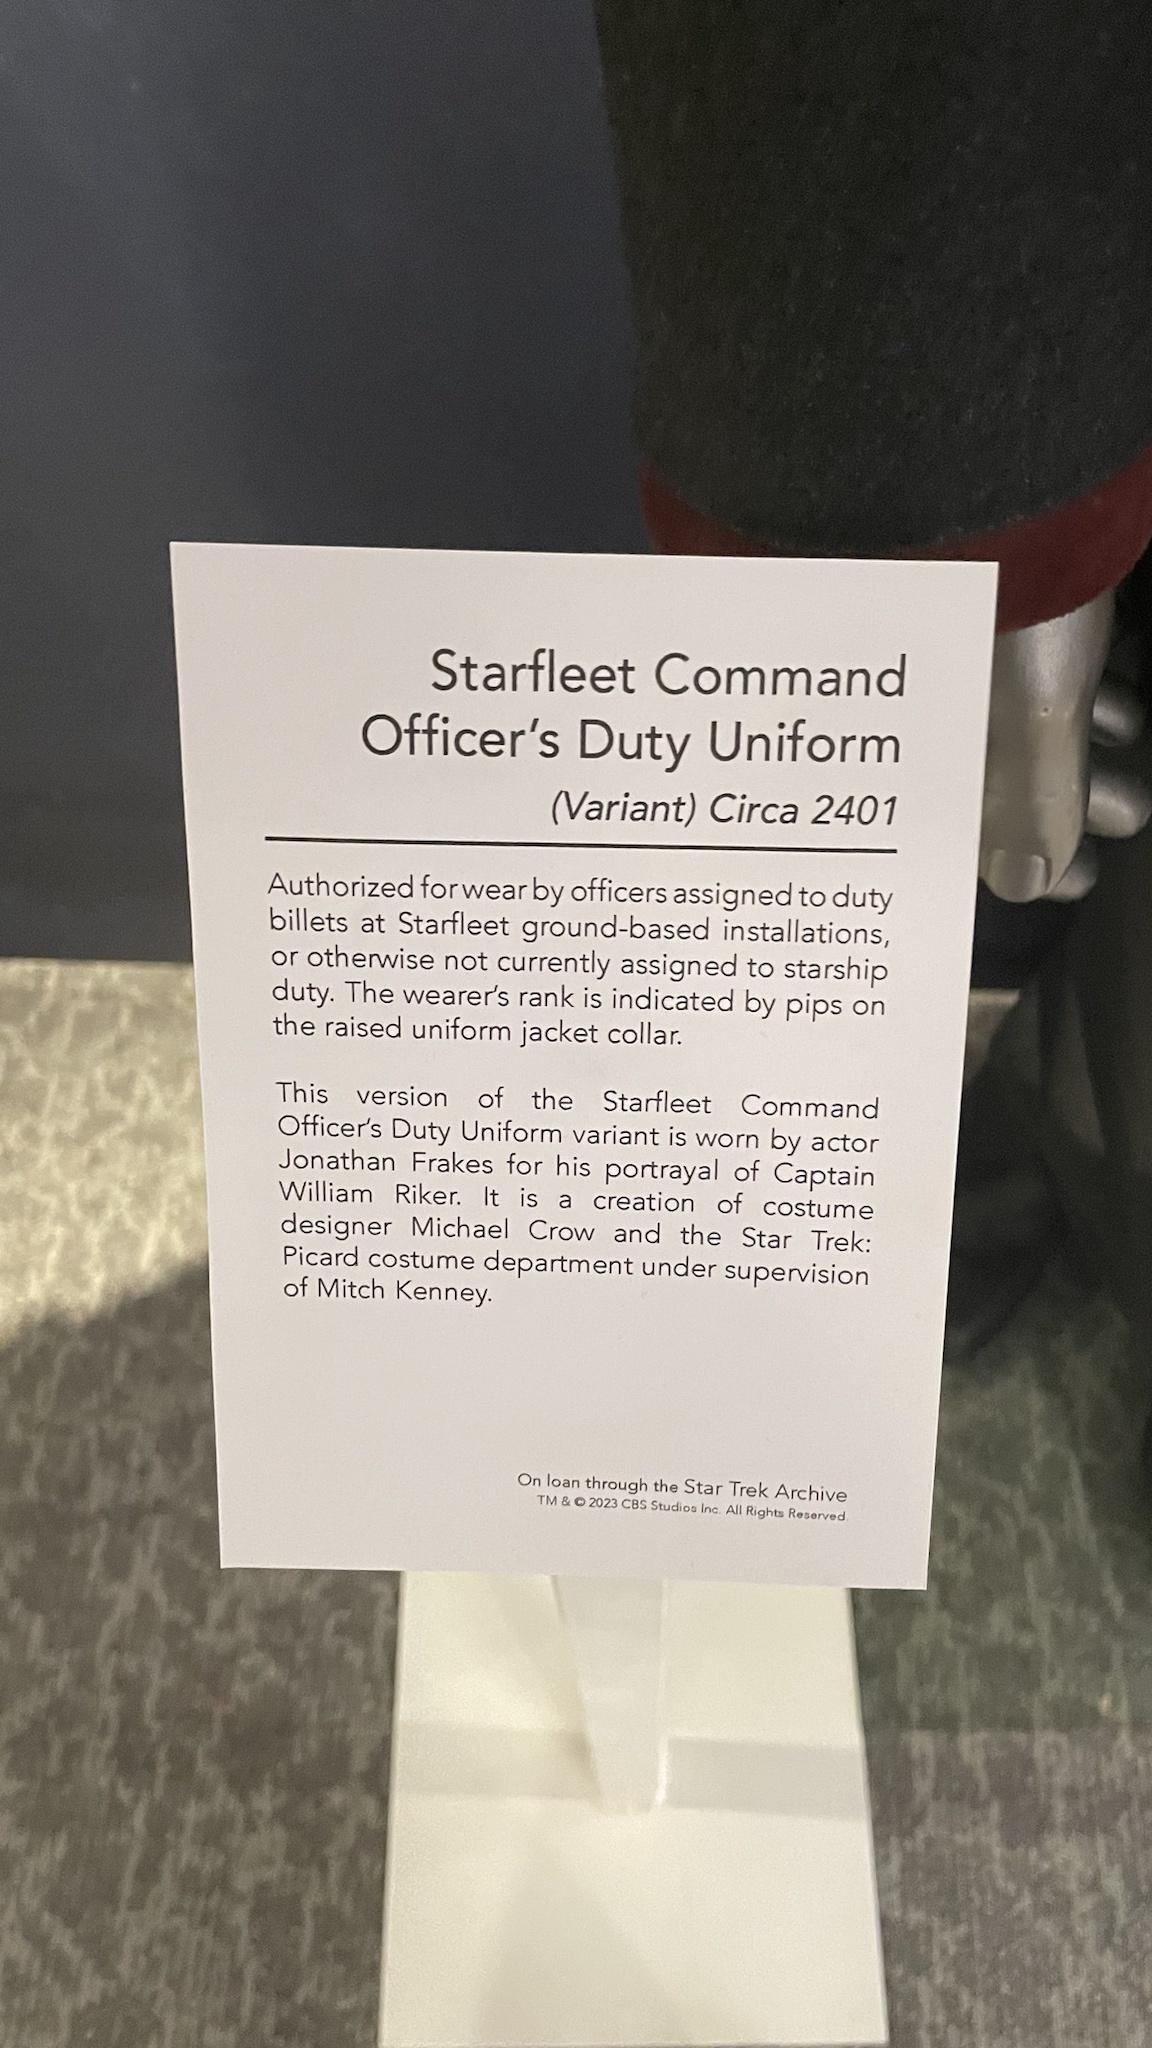 Starfleet Command
Officer's Duty Uniform
(Variant) Circa 2401
Authorized for wear by officers assigned to duty
billets at Starfleet ground-based installations,
or otherwise not currently assigned to starship
duty. The wearer's rank is indicated by pips on
the raised uniform jacket collar.
This version of the Starfleet Command
Officer's Duty Uniform variant is worn by actor
Jonathan Frakes for his portrayal of Captain
William Riker. It is a creation of costume
designer Michael Crow and the Star Trek:
Picard costume department under supervision
of Mitch Kenney.
On loan through the Star Trek Archive
TM & © 2023 CBS Studios Inc. All Rights Reserved.